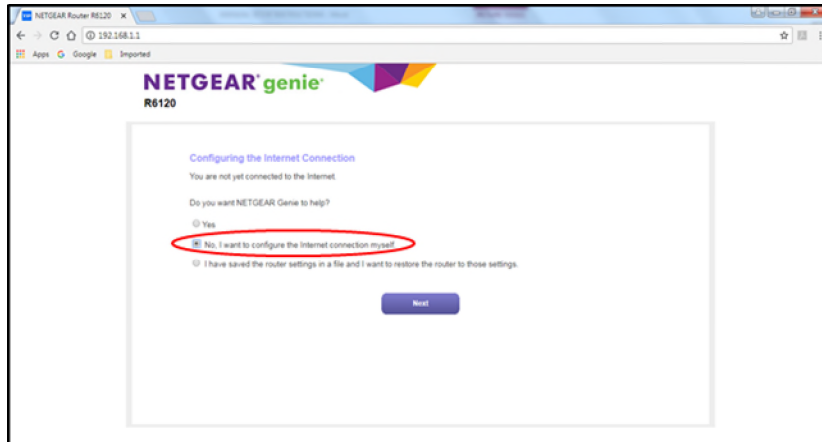 NETGEAR Router R6120
192.168.1.1
Apps Google Imported
NETGEAR genie
R6120
Configuring the Internet Connection
You are not yet connected to the Internet.
Do you want NETGEAR Genie to help?
Yes
No, I want to configure the Internet connection myself.
I have saved the router settings in a file and I want to restore the router to those settings.
Next